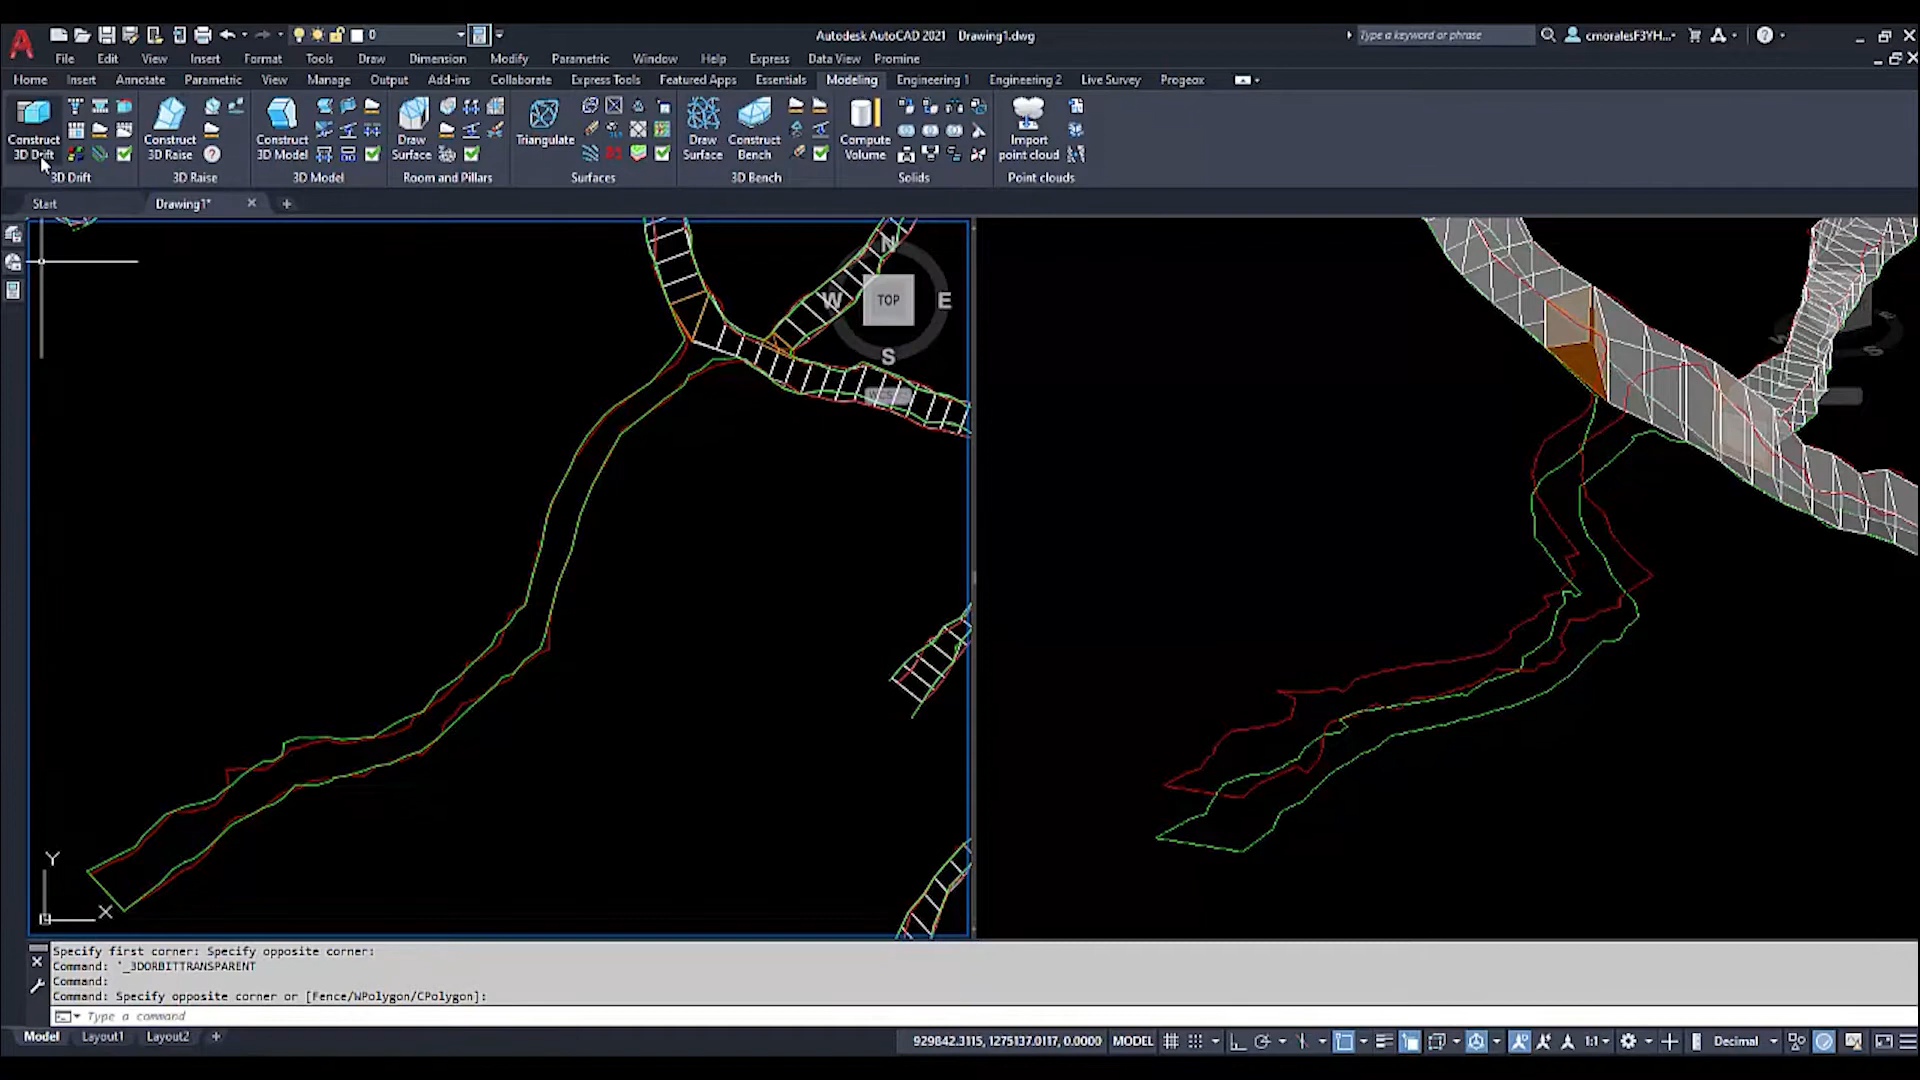 0
Autodesk AutoCAD 2021 Drawing1.dwg
Type a keyword or phrase
cmoralesF3YH...
File Edit View Insert Format Tools Draw Dimension Modify Parametric Window Help Express Data View Promine
Home Insert Annotate Parametric View Manage Output Add-ins Collaborate Express Tools Featured Apps Essentials Modeling Engineering 1 Engineering 2 Live Survey Progeox
Construct 3D Drift
Construct 3D Raise
Construct 3D Model
Draw Surface
Triangulate
Draw Surface
Construct Bench
Compute Volume
Import point cloud
3D Drift 3D Raise 3D Model Room and Pillars Surfaces 3D Bench Solids Point clouds
Start Drawing1* +
N
W TOP E
S
S
Y
X
Specify first corner: Specify opposite corner:
Command: '_3DORBITTRANSPARENT
Command:
Command: Specify opposite corner or [Fence/WPolygon/CPolygon]:
Type a command
Model Layout1 Layout2 +
929842.3115, 1275137.0117, 0.0000 MODEL 1:1 Decimal